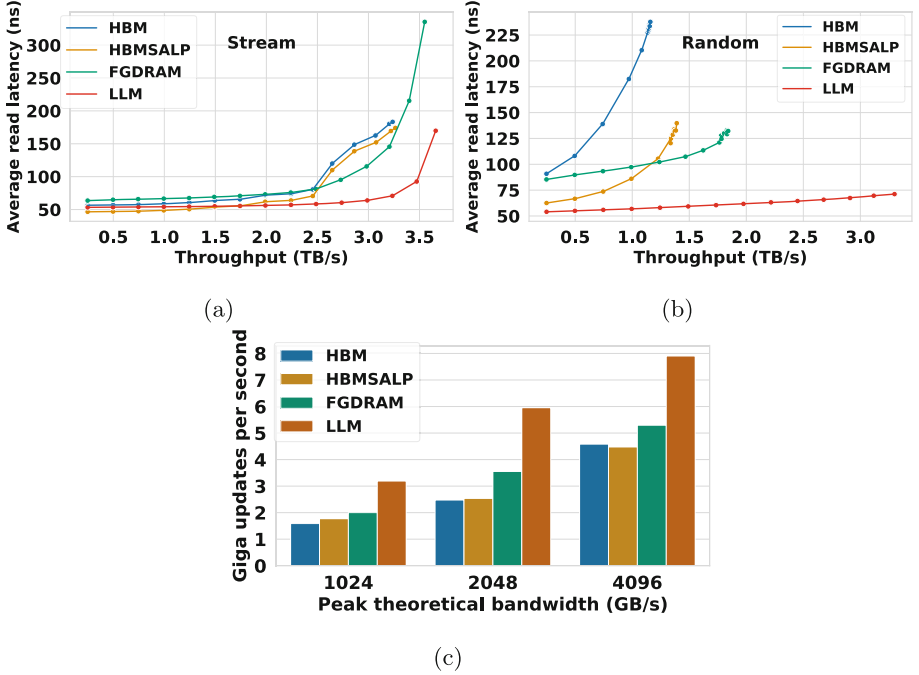 Average read latency (ns)
300
250
200
150
100
50
HBM
HBMSALP
FGDRAM
LLM
Stream
0.5 1.0 1.5 2.0 2.5 3.0 3.5
Throughput (TB/s)
(a)
Average read latency (ns)
225
200
175
150
125
100
75
50
Random
HBM
HBMSALP
FGDRAM
LLM
0.5 1.0 1.5 2.0 2.5 3.0
Throughput (TB/s)
(b)
Giga updates per second
8
7
6
5
4
3
2
1
0
HBM
HBMSALP
FGDRAM
LLM
1024 2048 4096
Peak theoretical bandwidth (GB/s)
(c)